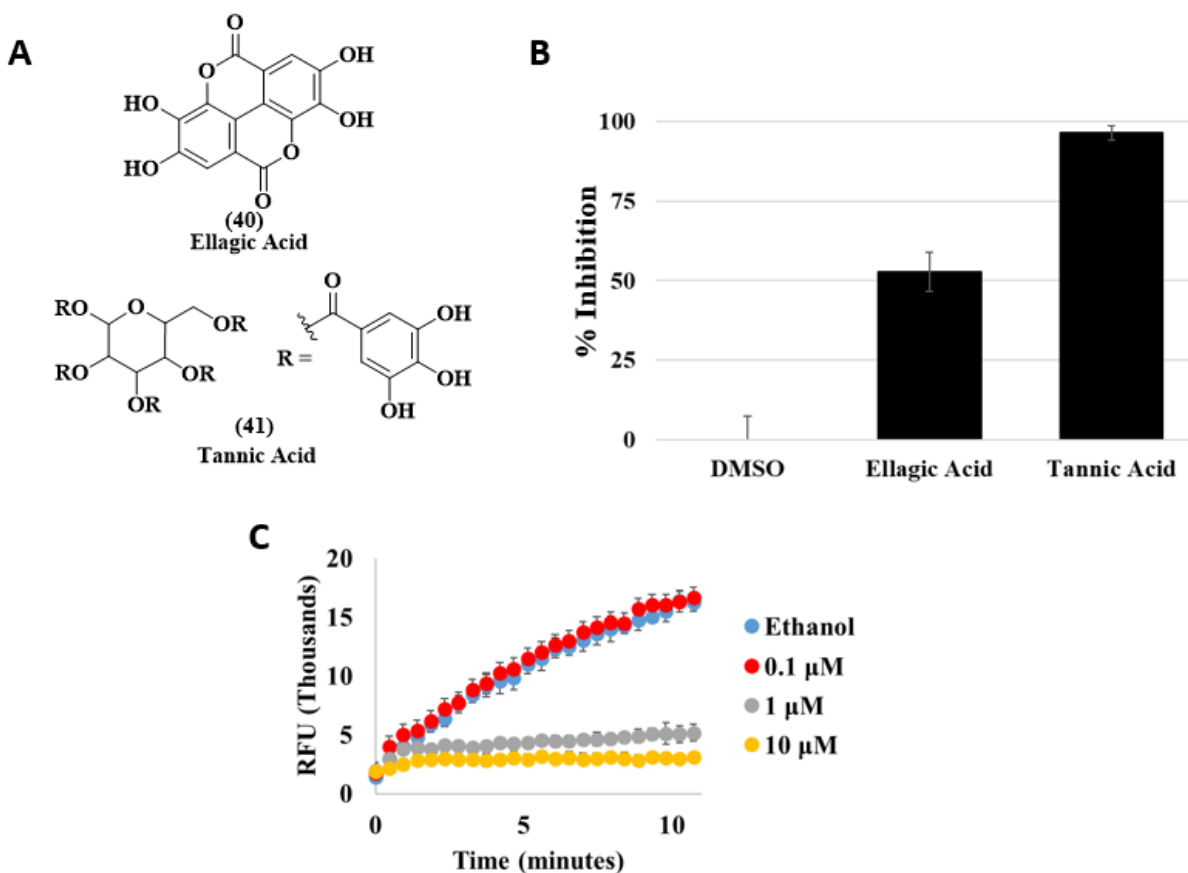 A
O
O
OH
HO
OH
HO
O
O
(40)
Ellagic Acid
RO
O
OR
RO
OR
OR
R =
O
OH
OH
OH
(41)
Tannic Acid
B
% Inhibition
100
75
50
25
0
DMSO
Ellagic Acid
Tannic Acid
C
RFU (Thousands)
20
15
10
5
0
0
5
10
Time (minutes)
Ethanol
0.1 µM
1 µM
10 µM